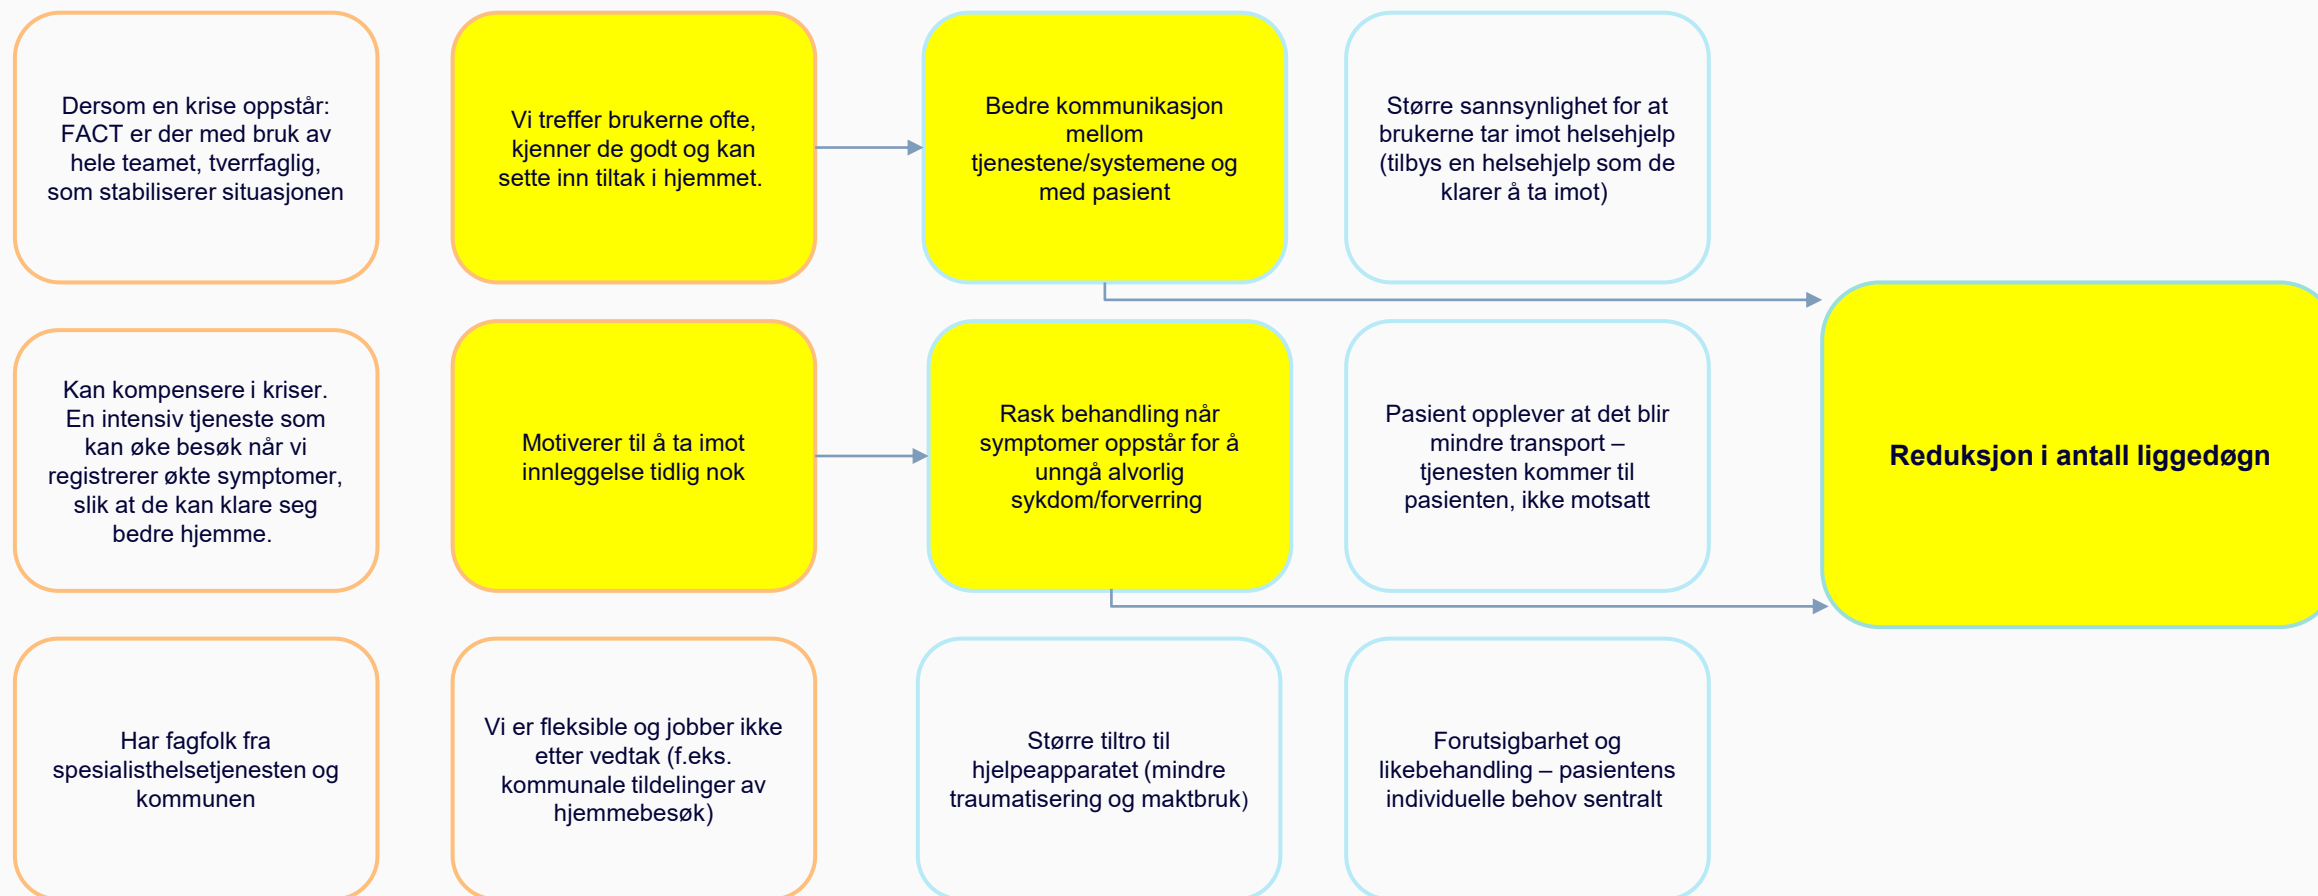 Dersom en krise oppstår:
FACT er der med bruk av
hele teamet, tverrfaglig,
som stabiliserer situasjonen
Vi treffer brukerne ofte,
kjenner de godt og kan
sette inn tiltak i hjemmet.
Bedre kommunikasjon
mellom
tjenestene/systemene og
med pasient
Større sannsynlighet for at
brukerne tar imot helsehjelp
(tilbys en helsehjelp som de
klarer å ta imot)
Kan kompensere i kriser.
En intensiv tjeneste som
kan øke besøk når vi
registrerer økte symptomer,
slik at de kan klare seg
bedre hjemme.
Motiverer til å ta imot
innleggelse tidlig nok
Rask behandling når
symptomer oppstår for å
unngå alvorlig
sykdom/forverring
Pasient opplever at det blir
mindre transport –
tjenesten kommer til
pasienten, ikke motsatt
Reduksjon i antall liggedøgn
Har fagfolk fra
spesialisthelsetjenesten og
kommunen
Vi er fleksible og jobber ikke
etter vedtak (f.eks.
kommunale tildelinger av
hjemmebesøk)
Større tiltro til
hjelpeapparatet (mindre
traumatisering og maktbruk)
Forutsigbarhet og
likebehandling – pasientens
individuelle behov sentralt